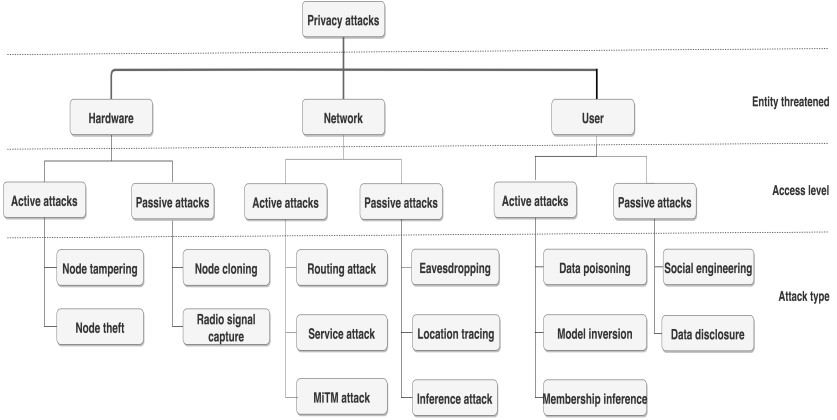 Privacy attacks
Entity threatened
Hardware
Network
User
Access level
Active attacks
Passive attacks
Active attacks
Passive attacks
Active attacks
Passive attacks
Node tampering
Node cloning
Routing attack
Eavesdropping
Data poisoning
Social engineering
Attack type
Node theft
Radio signal
capture
Service attack
Location tracing
Model inversion
Data disclosure
MiTM attack
Inference attack
Membership inference